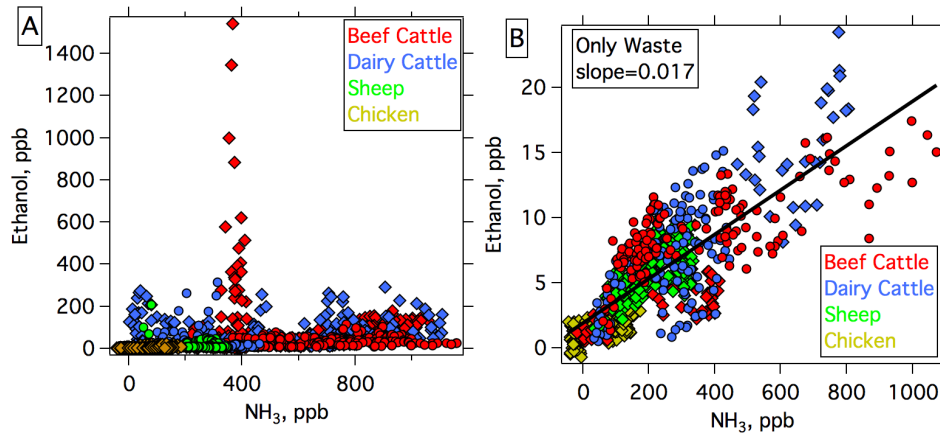 A
Beef Cattle
Dairy Cattle
Sheep
Chicken
1400
1200
1000
800
600
400
200
0
Ethanol, ppb
0
400
800
NH₃, ppb
B
Only Waste
slope=0.017
20
15
10
5
0
Ethanol, ppb
Beef Cattle
Dairy Cattle
Sheep
Chicken
0
200
400
600
800
1000
NH₃, ppb